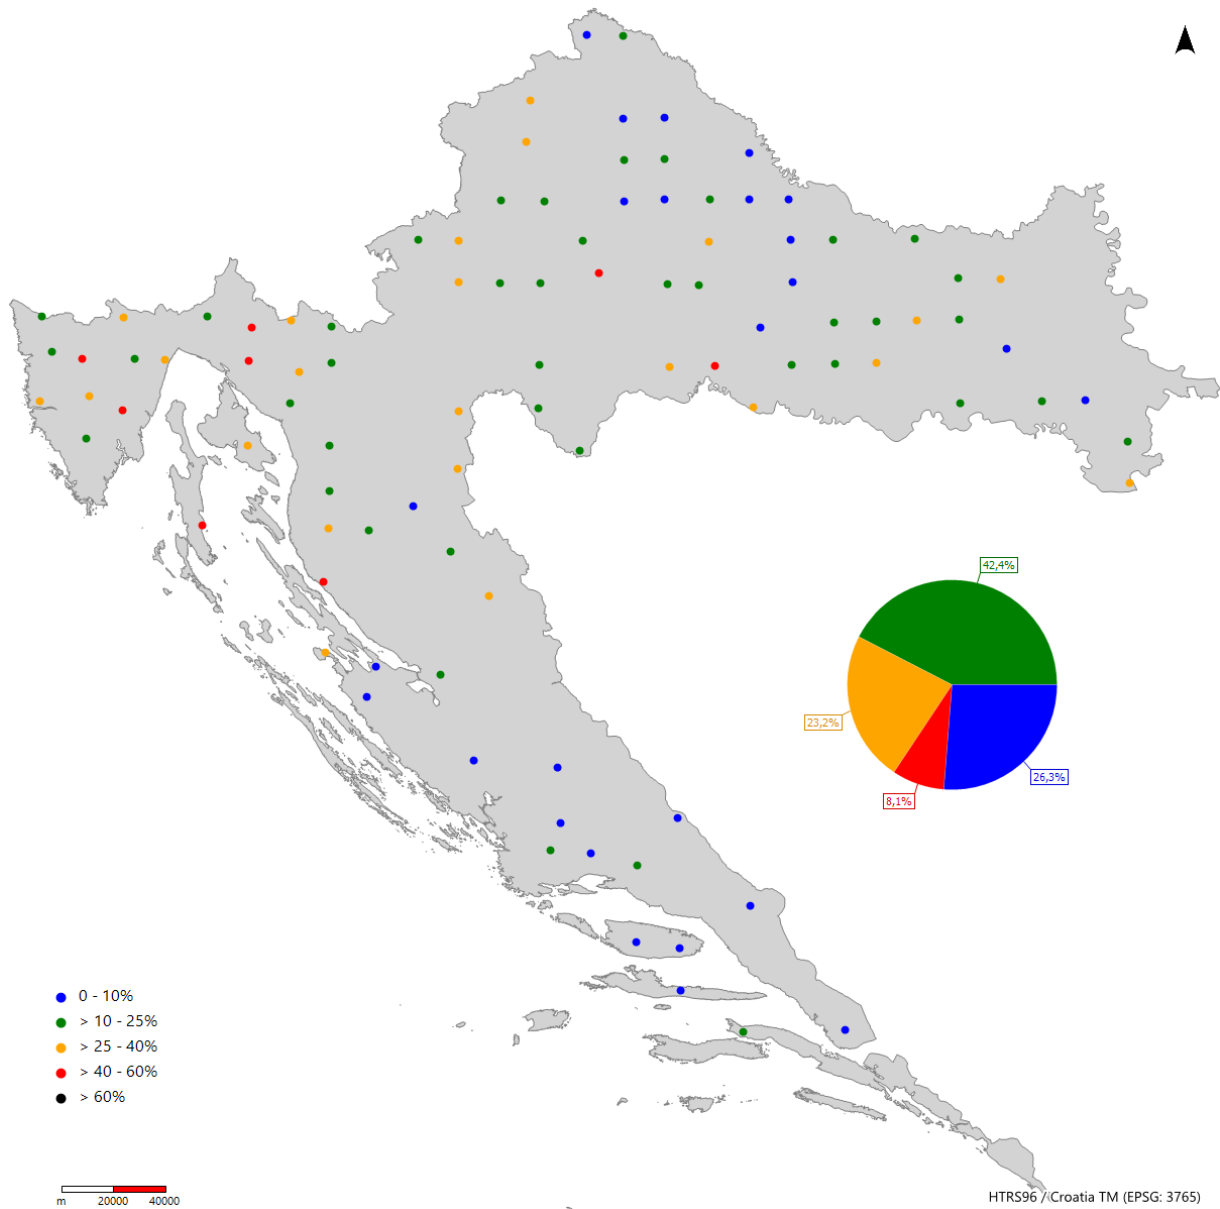 42,4%
23,2%
26,3%
8,1%
0 - 10%
> 10 - 25%
> 25 - 40%
> 40 - 60%
> 60%
m 20000 40000
HTRS96 / Croatia TM (EPSG: 3765)